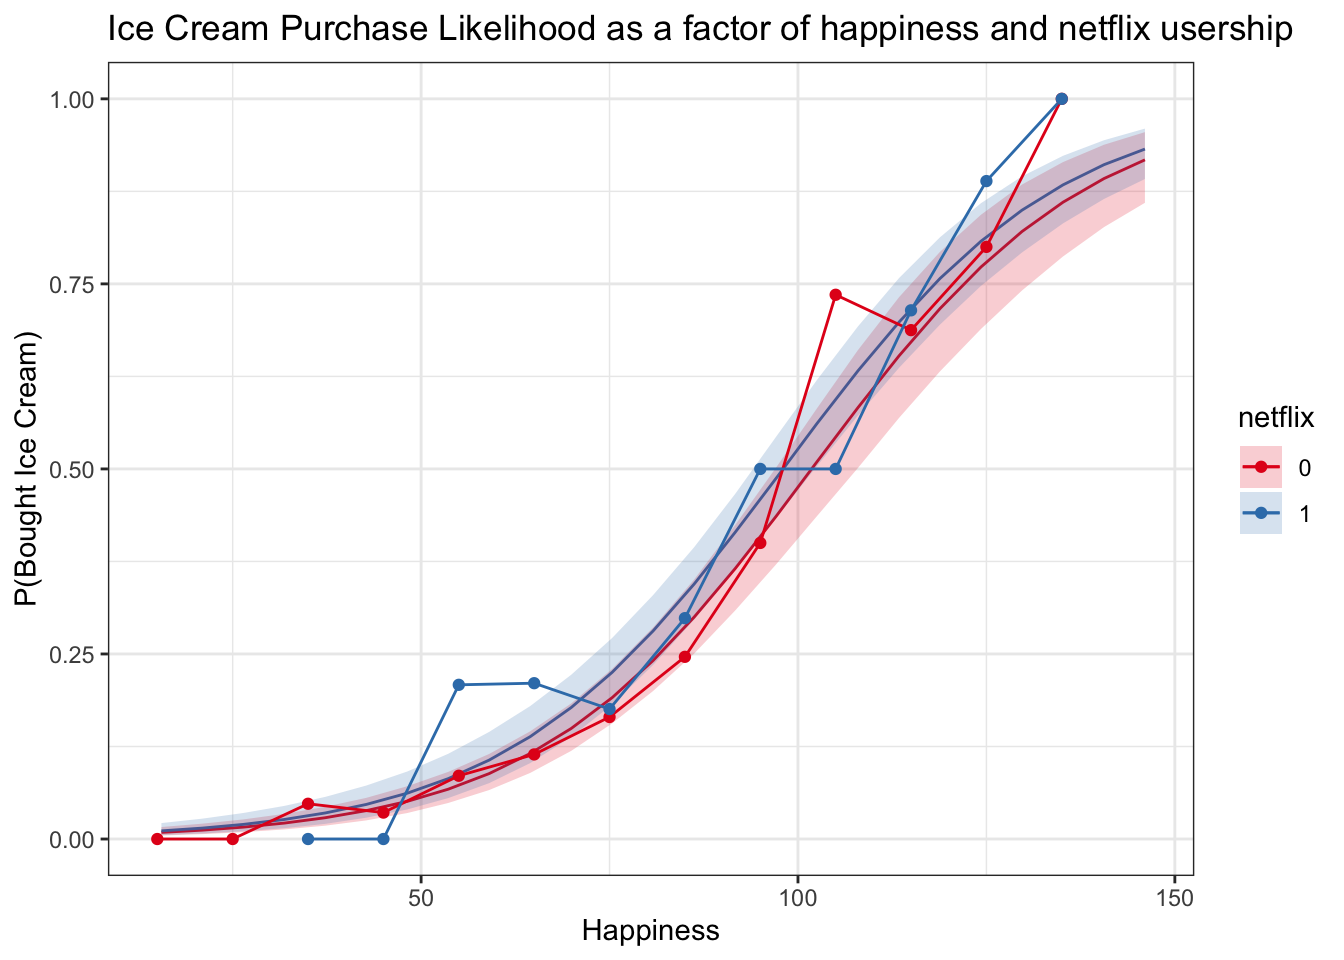 Ice Cream Purchase Likelihood as a factor of happiness and netflix usership
1.00
0.75
0.50
0.25
0.00
P(Bought Ice Cream)
50
100
150
Happiness
netflix
0
1